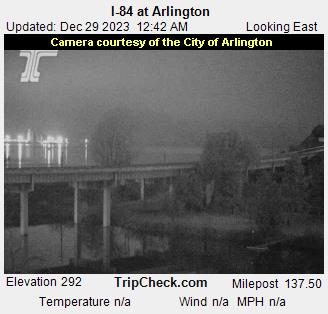 I-84 at Arlington
Updated: Dec 29 2023 12:42 AM Looking East
Camera courtesy of the City of Arlington
Elevation 292 TripCheck.com Milepost 137.50
Temperature n/a Wind n/a MPH n/a